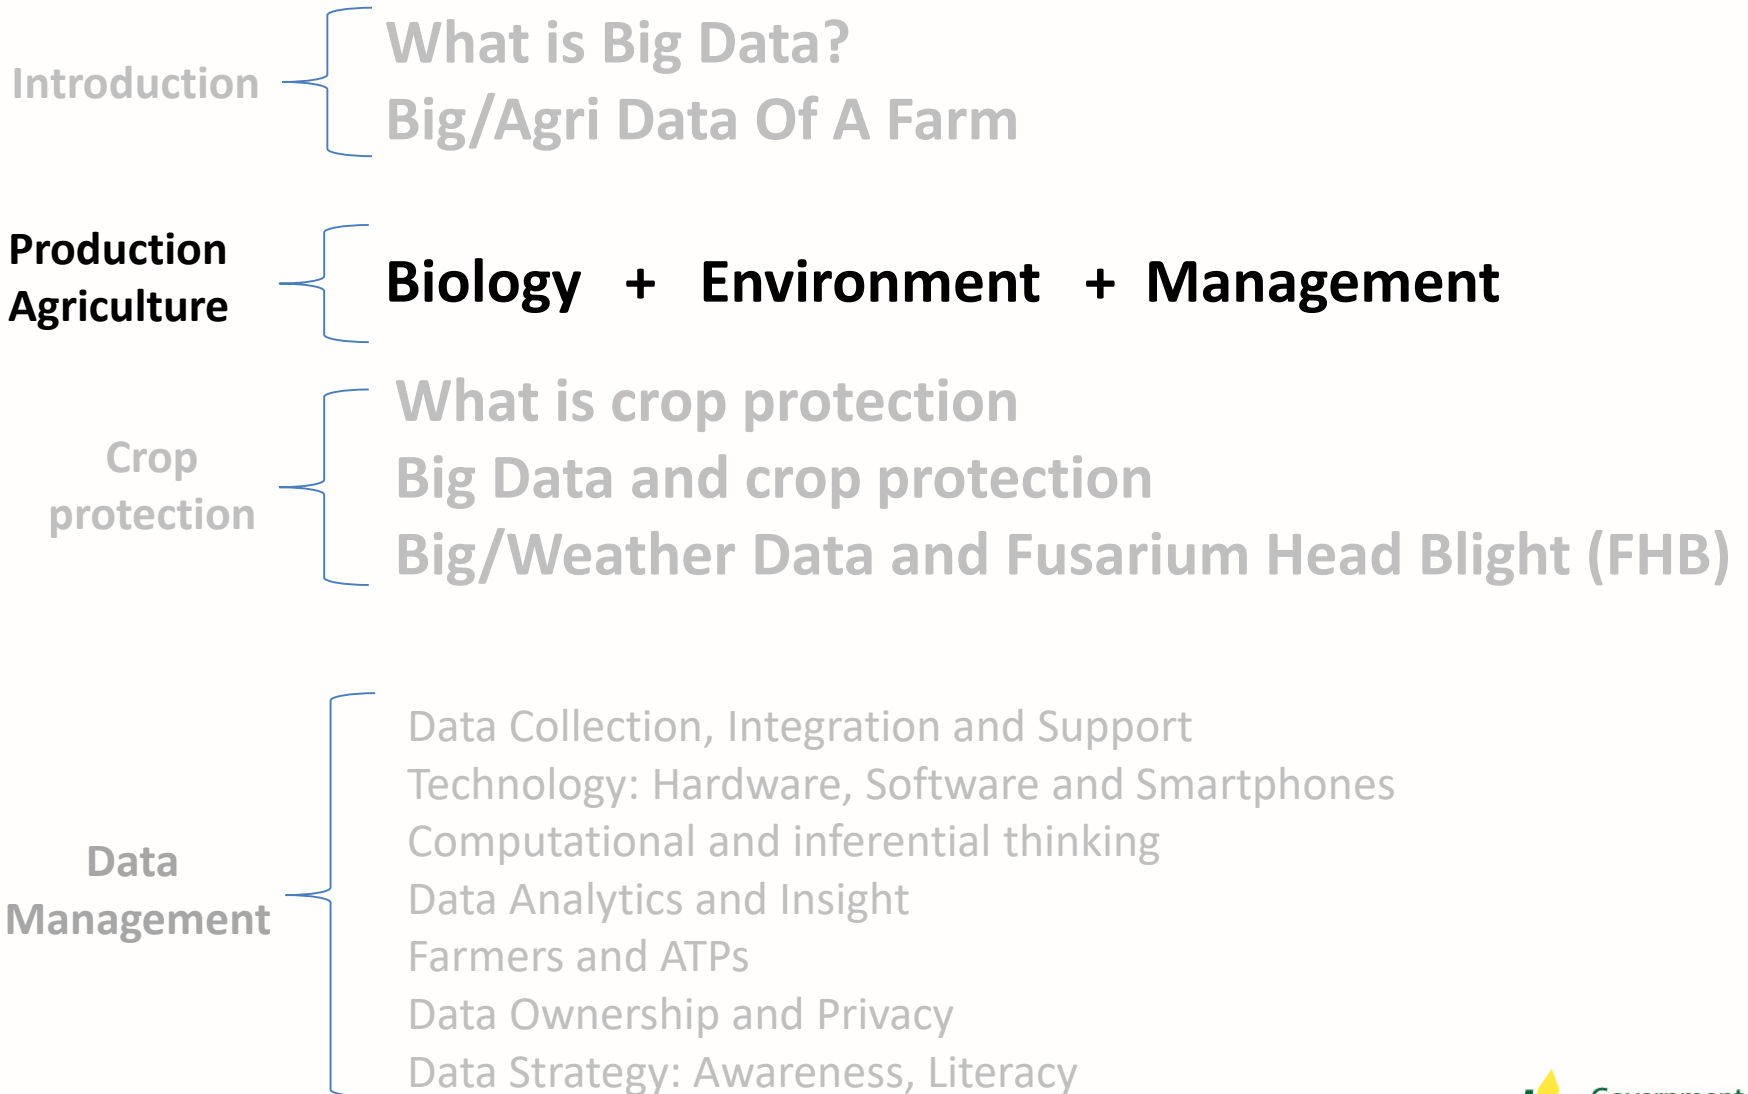 Introduction
What is Big Data?
Big/Agri Data Of A Farm
Production
Agriculture
Biology + Environment + Management
Crop
protection
What is crop protection
Big Data and crop protection
Big/Weather Data and Fusarium Head Blight (FHB)
Data
Management
Data Collection, Integration and Support
Technology: Hardware, Software and Smartphones
Computational and inferential thinking
Data Analytics and Insight
Farmers and ATPs
Data Ownership and Privacy
Data Strategy: Awareness, Literacy
Government